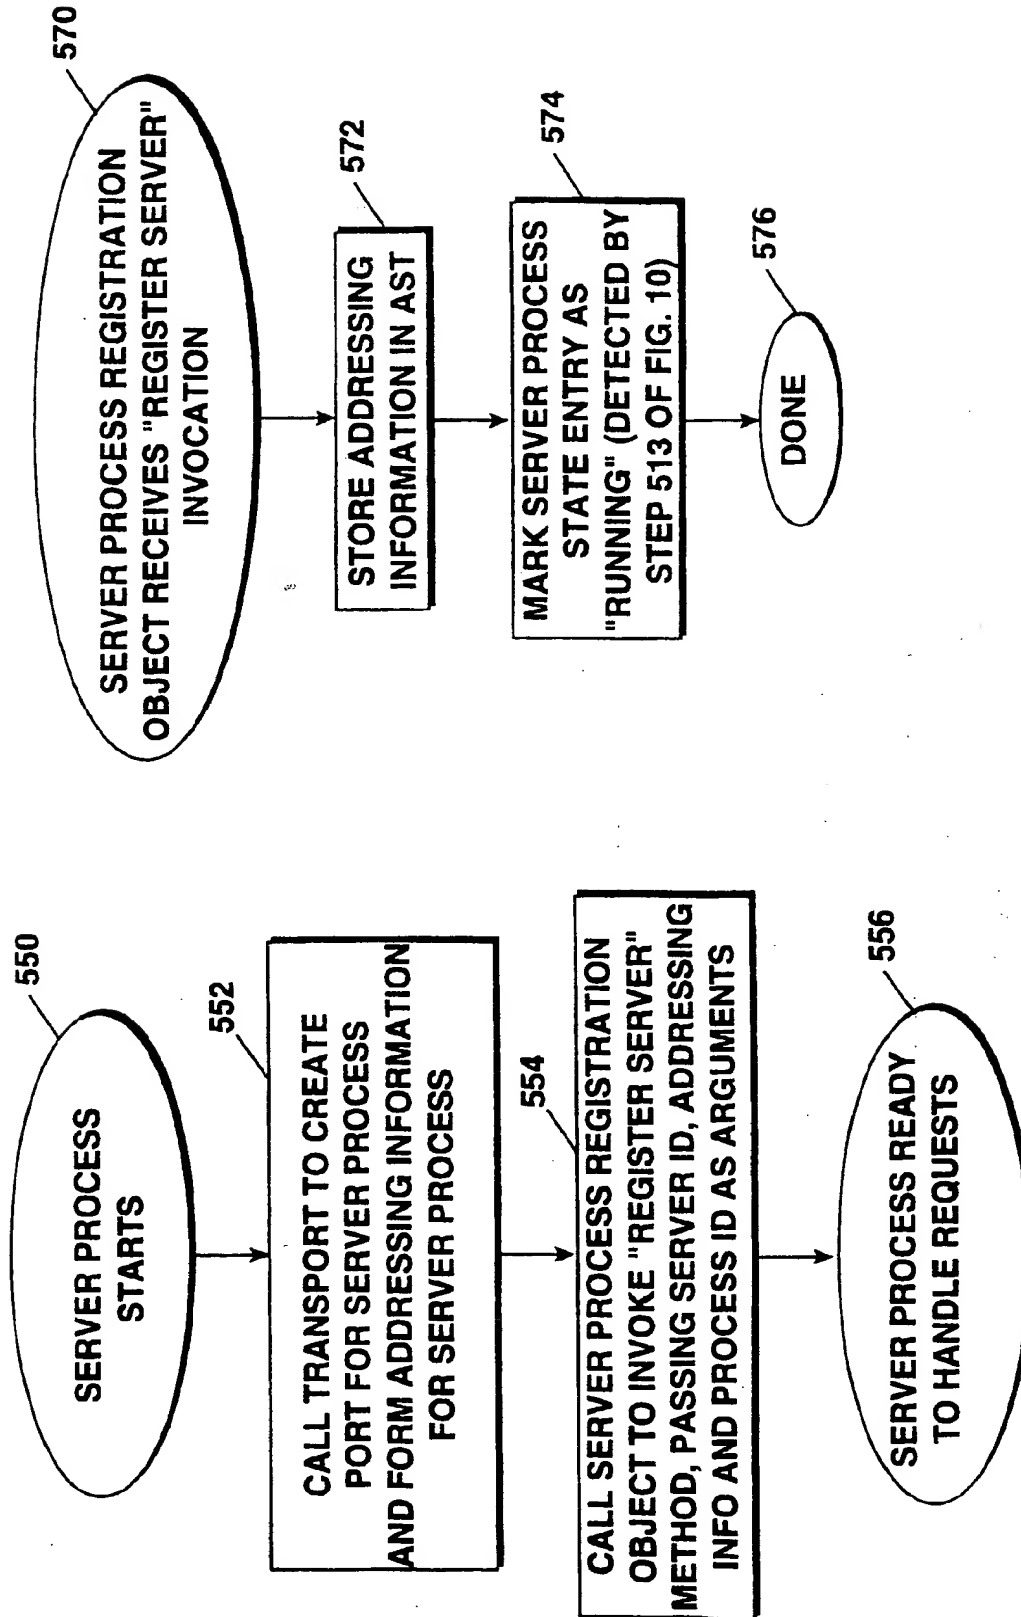 550
SERVER PROCESS
STARTS
552
CALL TRANSPORT TO CREATE
PORT FOR SERVER PROCESS
AND FORM ADDRESSING INFORMATION
FOR SERVER PROCESS
554
CALL SERVER PROCESS REGISTRATION
OBJECT TO INVOKE "REGISTER SERVER"
METHOD, PASSING SERVER ID, ADDRESSING
INFO AND PROCESS ID AS ARGUMENTS
556
SERVER PROCESS READY
TO HANDLE REQUESTS
570
SERVER PROCESS REGISTRATION
OBJECT RECEIVES "REGISTER SERVER"
INVOCATION
572
STORE ADDRESSING
INFORMATION IN AST
574
MARK SERVER PROCESS
STATE ENTRY AS
"RUNNING" (DETECTED BY
STEP 513 OF FIG. 10)
576
DONE